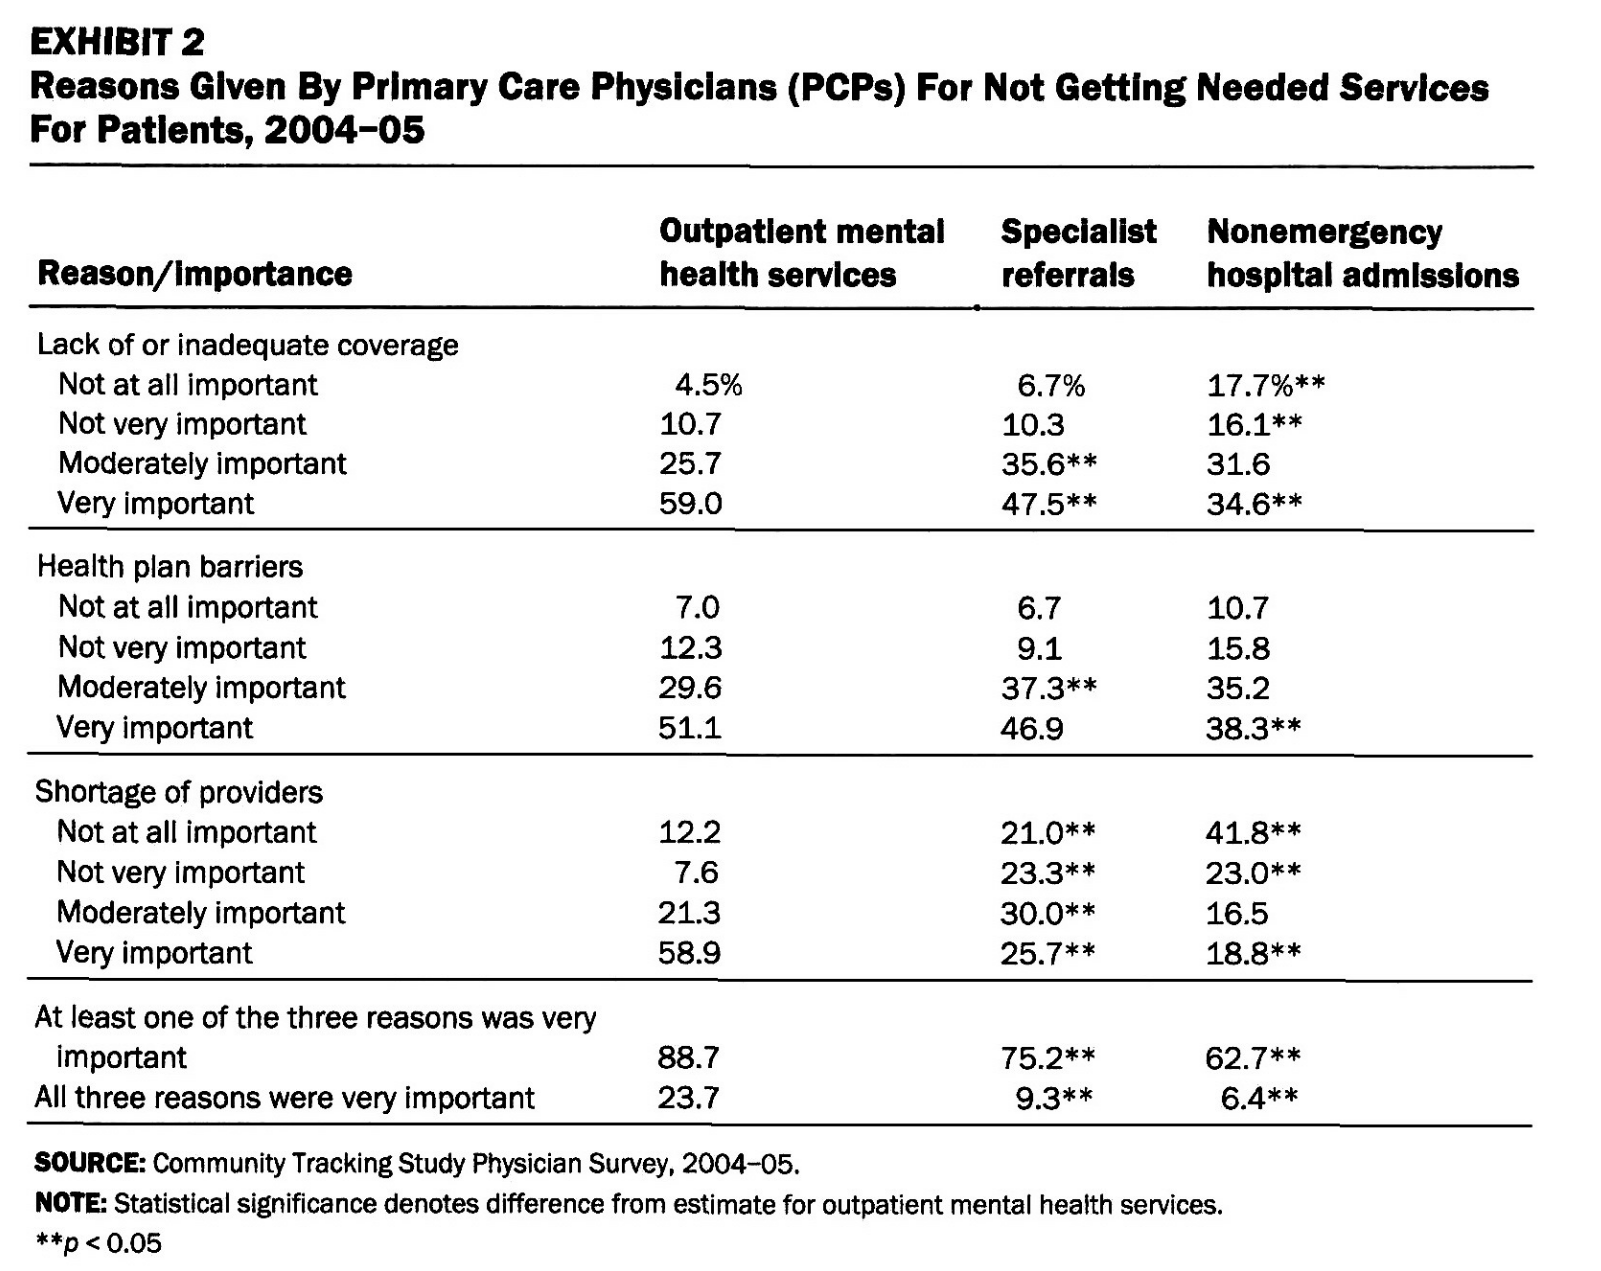 EXHIBIT 2
Reasons Given By Primary Care Physicians (PCPs) For Not Getting Needed Services
For Patients, 2004–05
Outpatient mental Specialist Nonemergency
Reason/importance health services referrals hospital admissions
Lack of or inadequate coverage
Not at all important 4.5% 6.7% 17.7%**
Not very important 10.7 10.3 16.1**
Moderately important 25.7 35.6** 31.6
Very important 59.0 47.5** 34.6**
Health plan barriers
Not at all important 7.0 6.7 10.7
Not very important 12.3 9.1 15.8
Moderately important 29.6 37.3** 35.2
Very important 51.1 46.9 38.3**
Shortage of providers
Not at all important 12.2 21.0** 41.8**
Not very important 7.6 23.3** 23.0**
Moderately important 21.3 30.0** 16.5
Very important 58.9 25.7** 18.8**
At least one of the three reasons was very
important 88.7 75.2** 62.7**
All three reasons were very important 23.7 9.3** 6.4**
SOURCE: Community Tracking Study Physician Survey, 2004–05.
NOTE: Statistical significance denotes difference from estimate for outpatient mental health services.
**p < 0.05